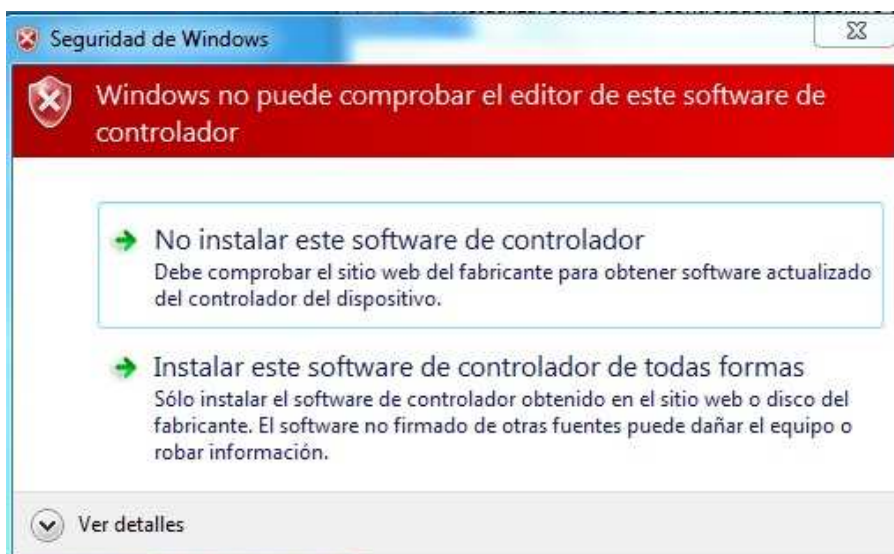 Seguridad de Windows
Windows no puede comprobar el editor de este software de
controlador
No instalar este software de controlador
Debe comprobar el sitio web del fabricante para obtener software actualizado
del controlador del dispositivo.
Instalar este software de controlador de todas formas
Sólo instalar el software de controlador obtenido en el sitio web o disco del
fabricante. El software no firmado de otras fuentes puede dañar el equipo o
robar información.
Ver detalles